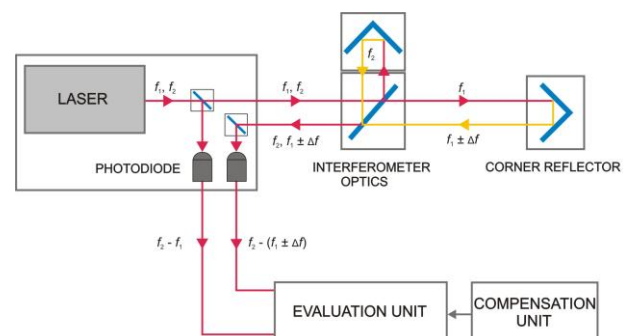 f₂
LASER
f₁, f₂
f₁, f₂
f₁
f₂, f₁ ± Δf
f₁ ± Δf
PHOTODIODE
INTERFEROMETER
OPTICS
CORNER REFLECTOR
f₂ - f₁
f₂ - (f₁ ± Δf)
EVALUATION UNIT
COMPENSATION
UNIT